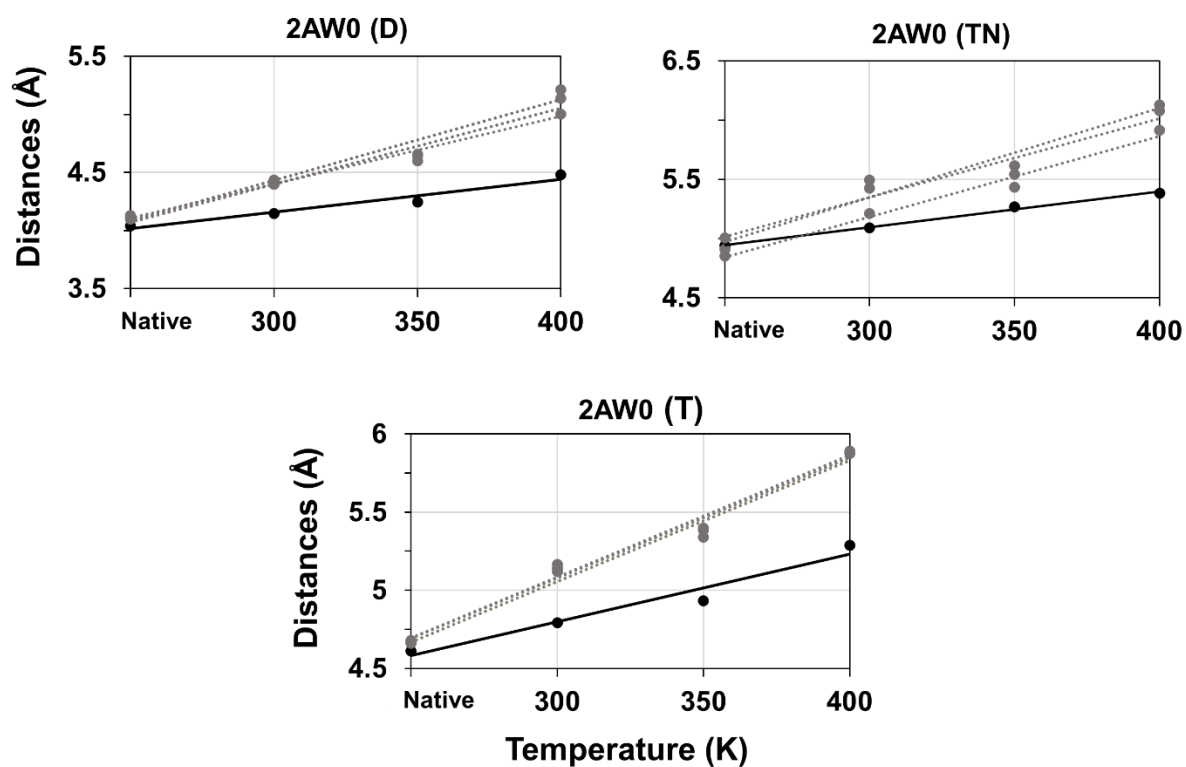 2AW0 (D)
Distances (Å)
5.5
4.5
3.5
Native 300 350 400
2AW0 (TN)
6.5
5.5
4.5
Native 300 350 400
2AW0 (T)
Distances (Å)
6
5.5
5
4.5
Native 300 350 400
Temperature (K)